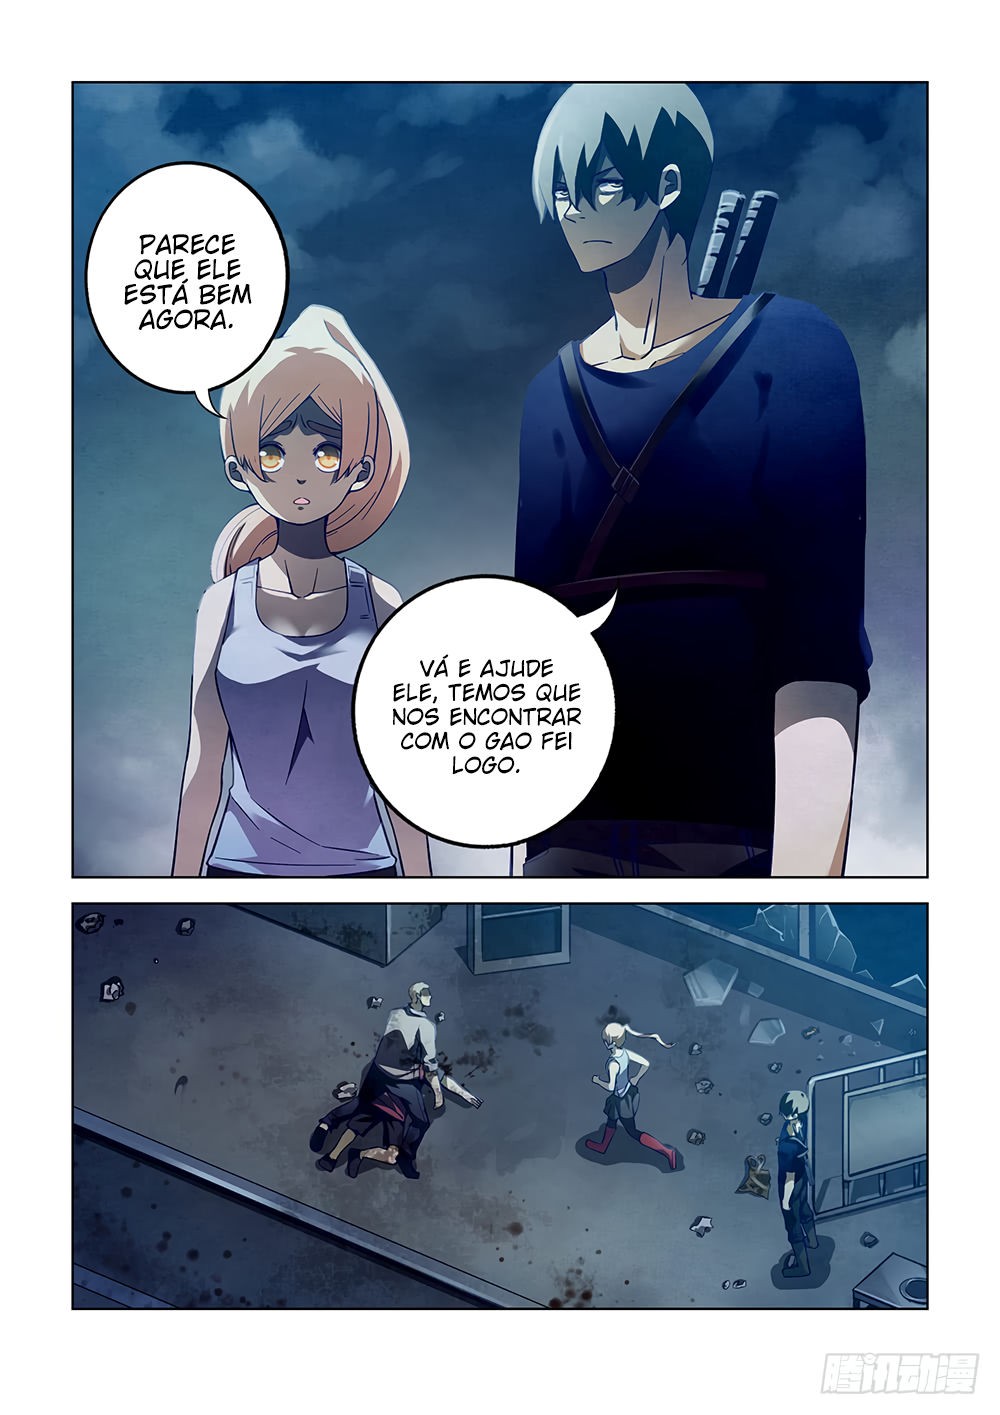 PARECE
QUE ELE
ESTÁ BEM
AGORA.
VÁ E AJUDE
ELE, TEMOS QUE
NOS ENCONTRAR
COM O GAO FEI
LOGO.
腾讯动漫